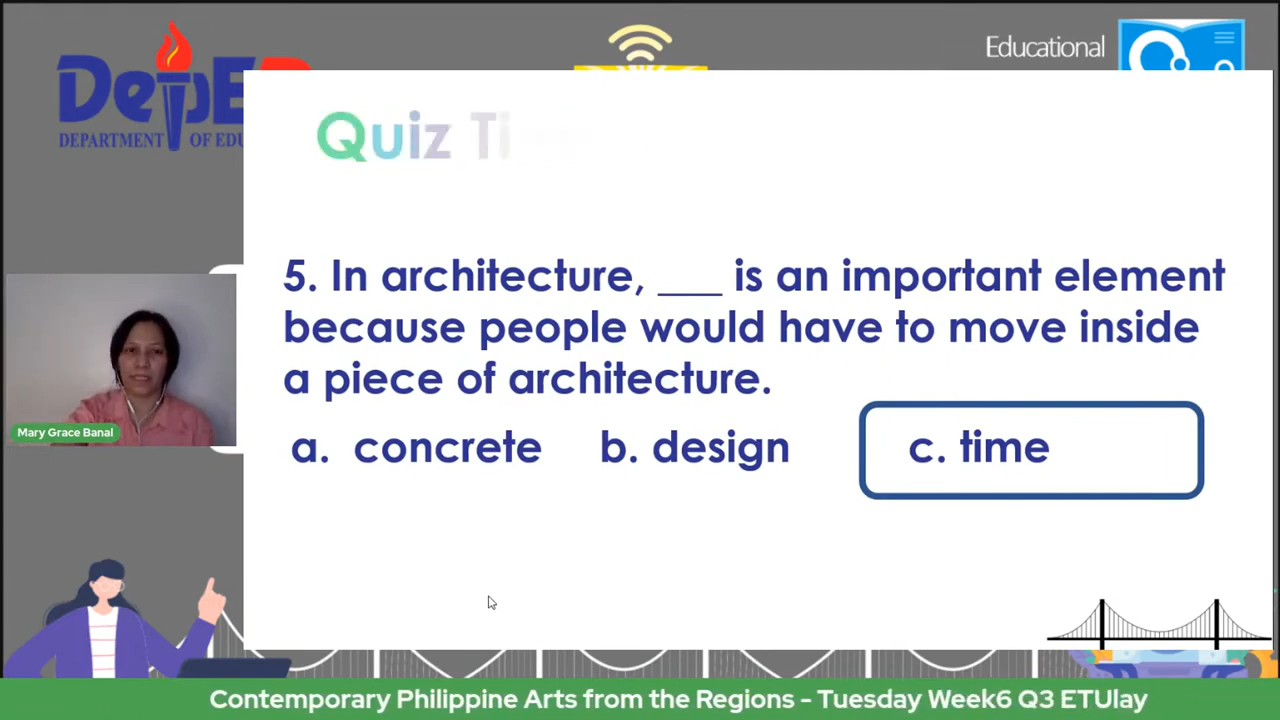 Educational
DepED
DEPARTMENT OF EDU
Quiz Ti
5. In architecture, ___ is an important element
because people would have to move inside
a piece of architecture.
a. concrete b. design c. time
Mary Grace Banal
Contemporary Philippine Arts from the Regions - Tuesday Week6 Q3 ETUlay